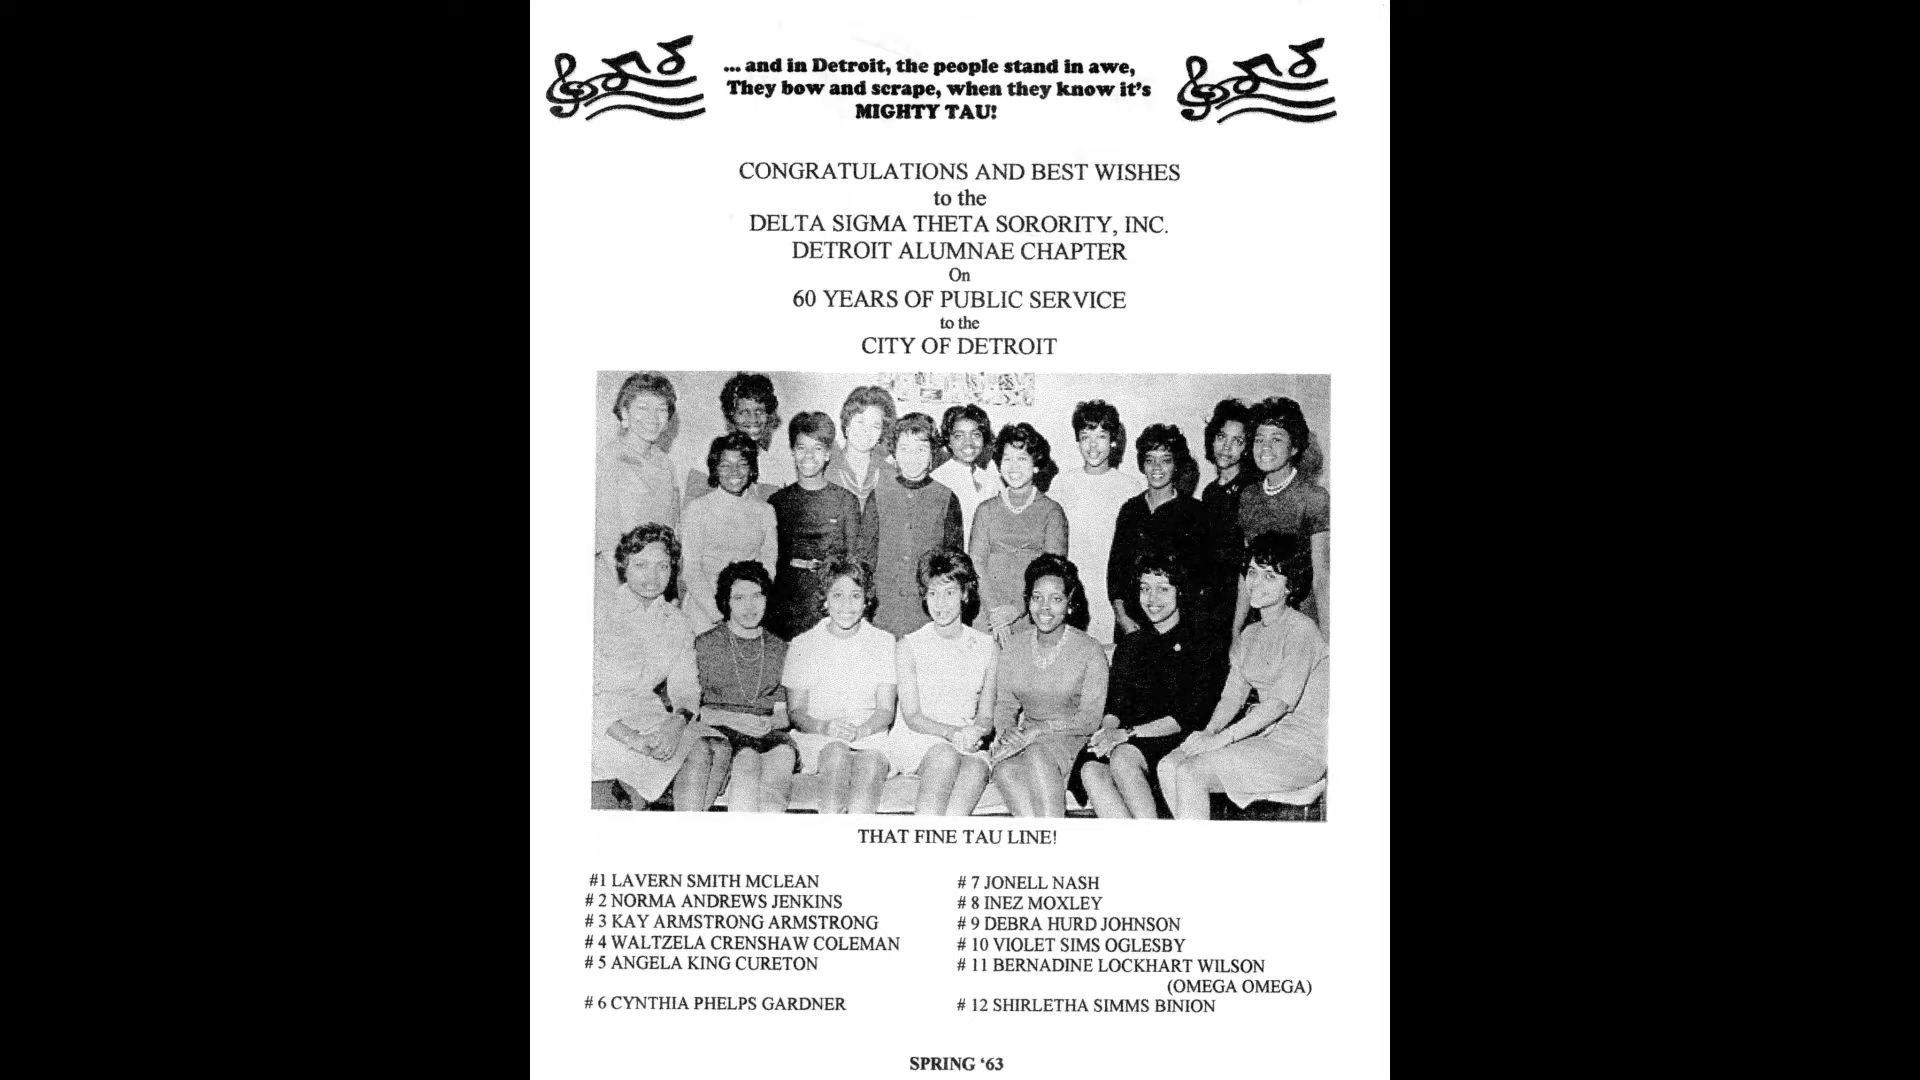 ... and in Detroit, the people stand in awe,
They bow and scrape, when they know it's
MIGHTY TAU!
CONGRATULATIONS AND BEST WISHES
to the
DELTA SIGMA THETA SORORITY, INC.
DETROIT ALUMNAE CHAPTER
On
60 YEARS OF PUBLIC SERVICE
to the
CITY OF DETROIT
THAT FINE TAU LINE!
#1 LAVERN SMITH MCLEAN
# 2 NORMA ANDREWS JENKINS
# 3 KAY ARMSTRONG ARMSTRONG
# 4 WALTZELA CRENSHAW COLEMAN
# 5 ANGELA KING CURETON
# 6 CYNTHIA PHELPS GARDNER
# 7 JONELL NASH
# 8 INEZ MOXLEY
# 9 DEBRA HURD JOHNSON
# 10 VIOLET SIMS OGLESBY
# 11 BERNADINE LOCKHART WILSON
(OMEGA OMEGA)
# 12 SHIRLETHA SIMMS BINION
SPRING '63